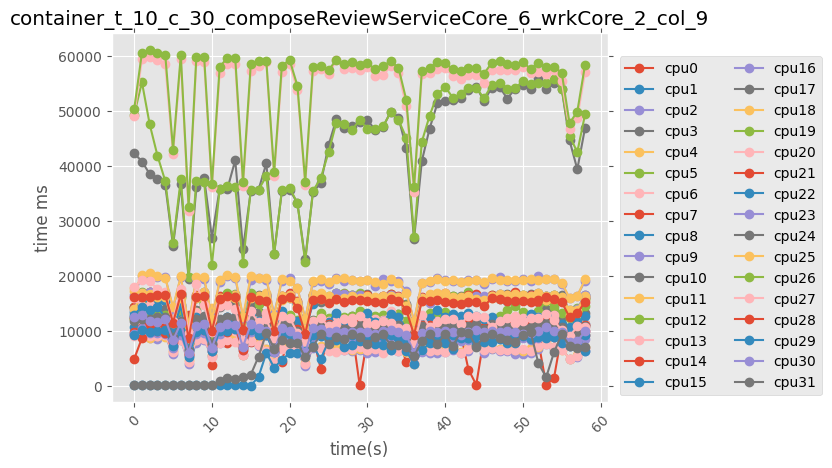 container_t_10_c_30_composeReviewServiceCore_6_wrkCore_2_col_9
time ms
60000
50000
40000
30000
20000
10000
0
0
10
20
30
40
50
60
time(s)
cpu0
cpu1
cpu2
cpu3
cpu4
cpu5
cpu6
cpu7
cpu8
cpu9
cpu10
cpu11
cpu12
cpu13
cpu14
cpu15
cpu16
cpu17
cpu18
cpu19
cpu20
cpu21
cpu22
cpu23
cpu24
cpu25
cpu26
cpu27
cpu28
cpu29
cpu30
cpu31